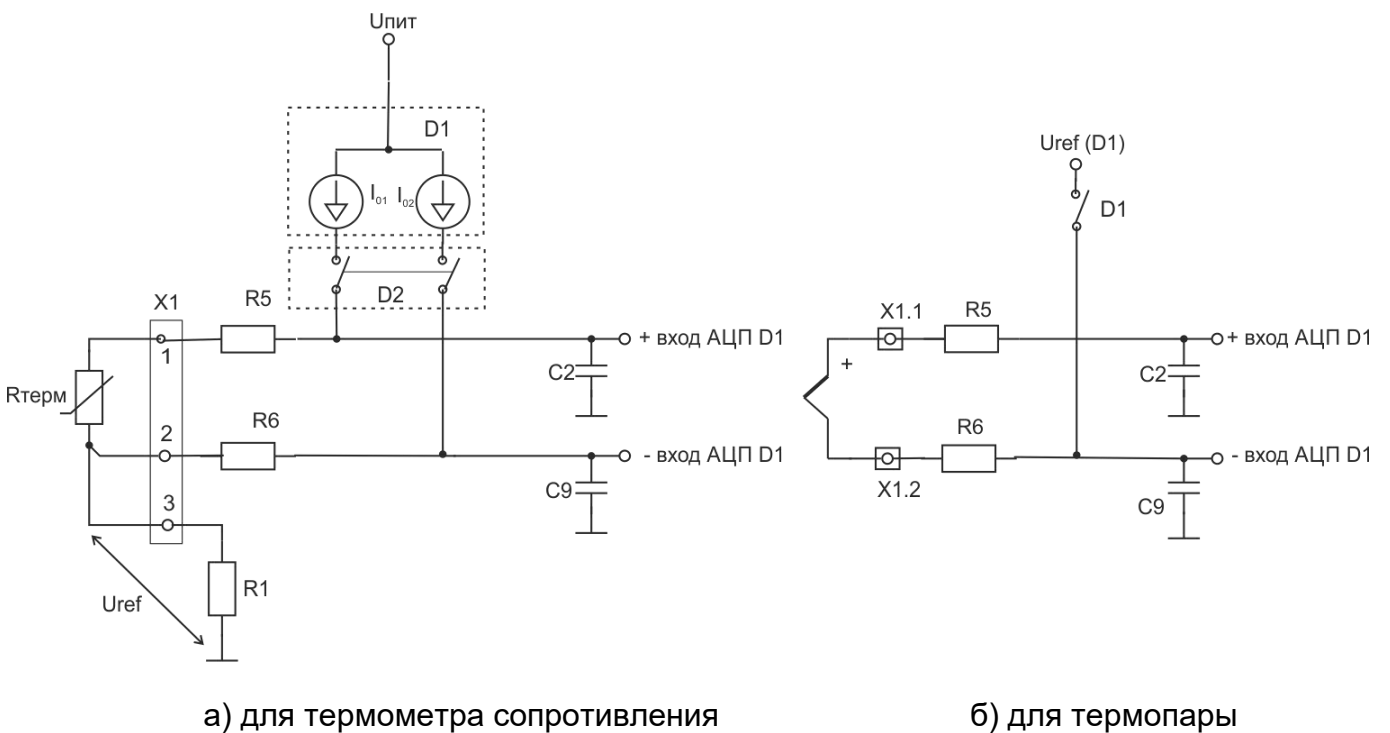 Uпит
D1
I01 I02
D2
X1
R5
1
+ вход АЦП D1
C2
Rтерм
2
R6
- вход АЦП D1
C9
3
R1
Uref
а) для термометра сопротивления
Uref (D1)
D1
X1.1
R5
+ вход АЦП D1
+
C2
R6
- вход АЦП D1
X1.2
C9
б) для термопары